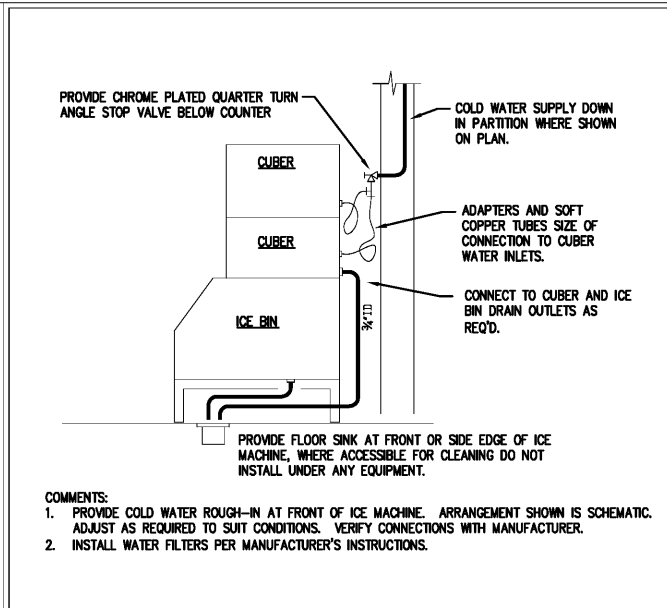 PROVIDE CHROME PLATED QUARTER TURN
ANGLE STOP VALVE BELOW COUNTER
COLD WATER SUPPLY DOWN
IN PARTITION WHERE SHOWN
ON PLAN.
CUBER
CUBER
ADAPTERS AND SOFT
COPPER TUBES SIZE OF
CONNECTION TO CUBER
WATER INLETS.
CONNECT TO CUBER AND ICE
BIN DRAIN OUTLETS AS
REQ'D.
ICE BIN
¾"ID
PROVIDE FLOOR SINK AT FRONT OR SIDE EDGE OF ICE
MACHINE, WHERE ACCESSIBLE FOR CLEANING DO NOT
INSTALL UNDER ANY EQUIPMENT.
COMMENTS:
1. PROVIDE COLD WATER ROUGH-IN AT FRONT OF ICE MACHINE. ARRANGEMENT SHOWN IS SCHEMATIC.
ADJUST AS REQUIRED TO SUIT CONDITIONS. VERIFY CONNECTIONS WITH MANUFACTURER.
2. INSTALL WATER FILTERS PER MANUFACTURER'S INSTRUCTIONS.